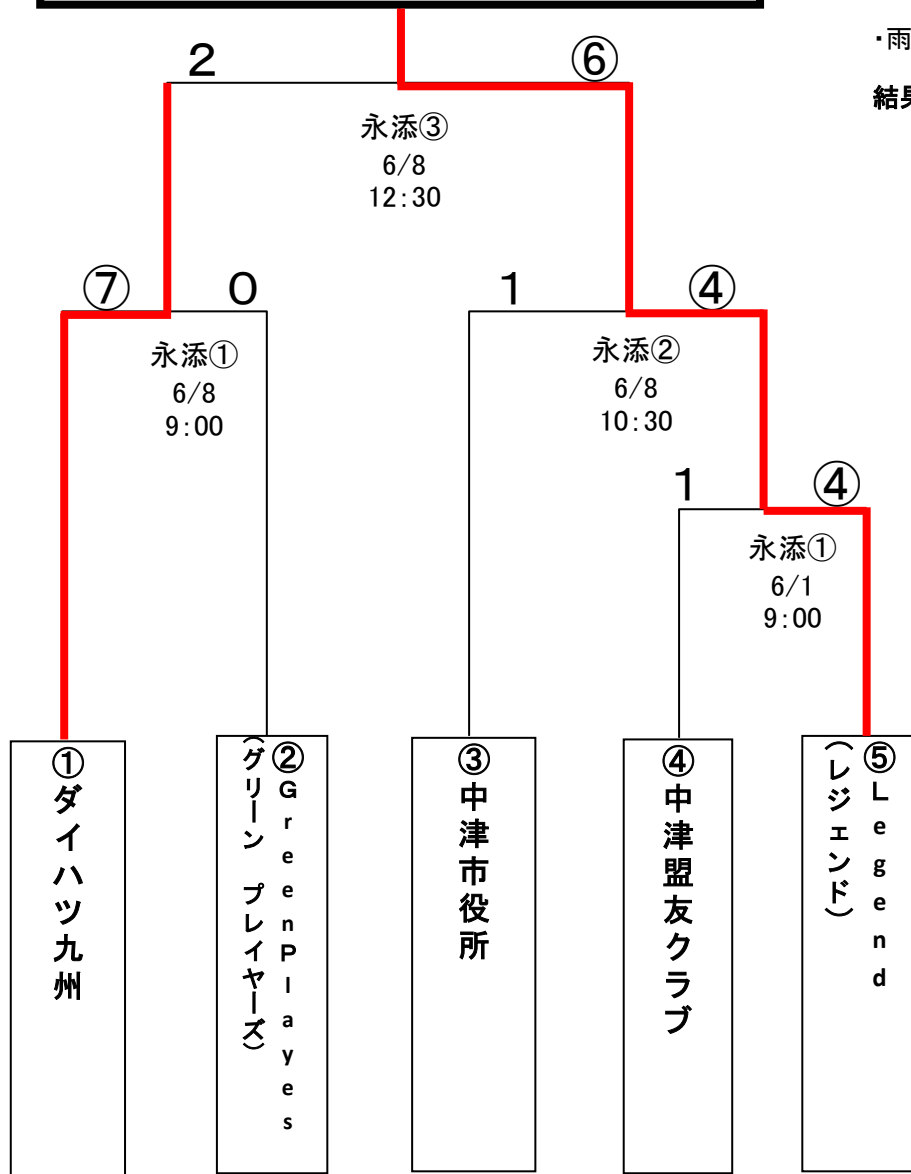 ・雨
結果
2 ⑥
永添③
6/8
12:30
⑦ 0 1 ④
永添①
6/8
9:00
永添②
6/8
10:30
1 ④
永添①
6/1
9:00
①ダイハツ九州
②GreenPlayes
(グリーン プレイヤーズ)
③中津市役所
④中津盟友クラブ
⑤Legend
(レジェンド)